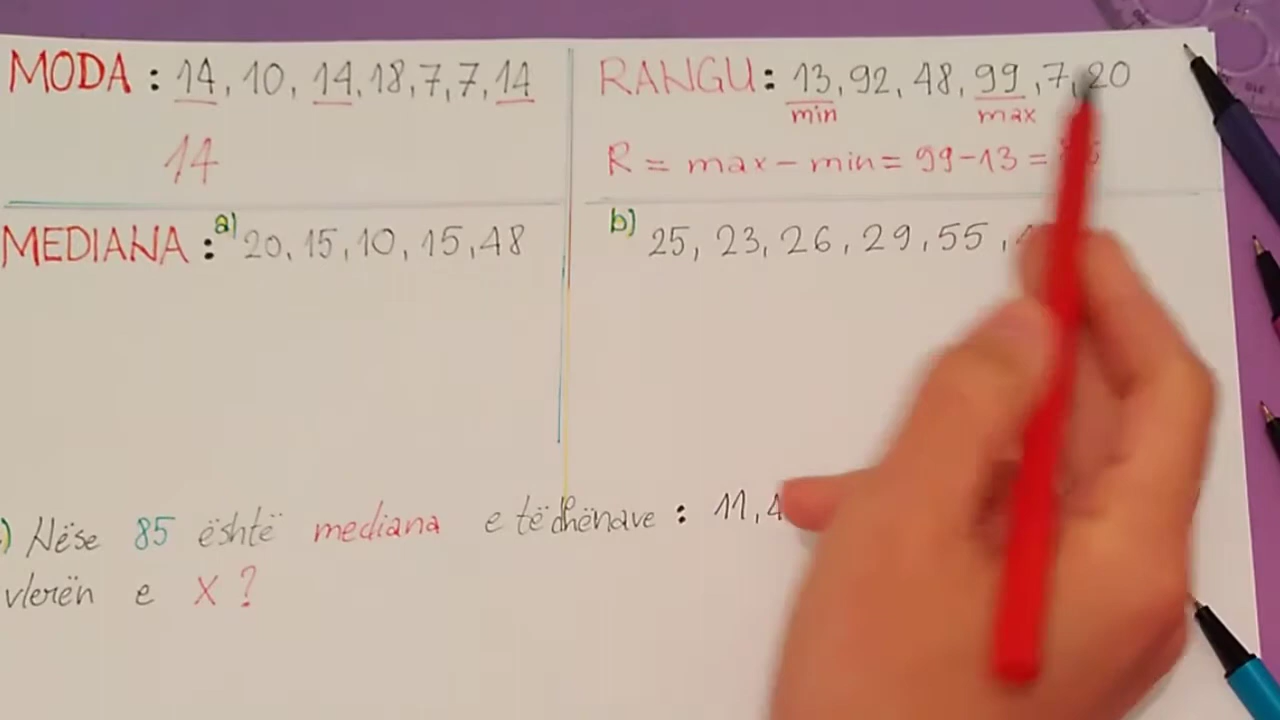 MODA : 14, 10, 14, 18, 7, 7, 14
14
RANGU : 13, 92, 48, 99, 7, 20
min max
R = max - min = 99 - 13 =
MEDIANA : a) 20, 15, 10, 15, 48
b) 25, 23, 26, 29, 55,
) Nëse 85 është mediana e tëdhënave : 11, 4
vlerën e x ?